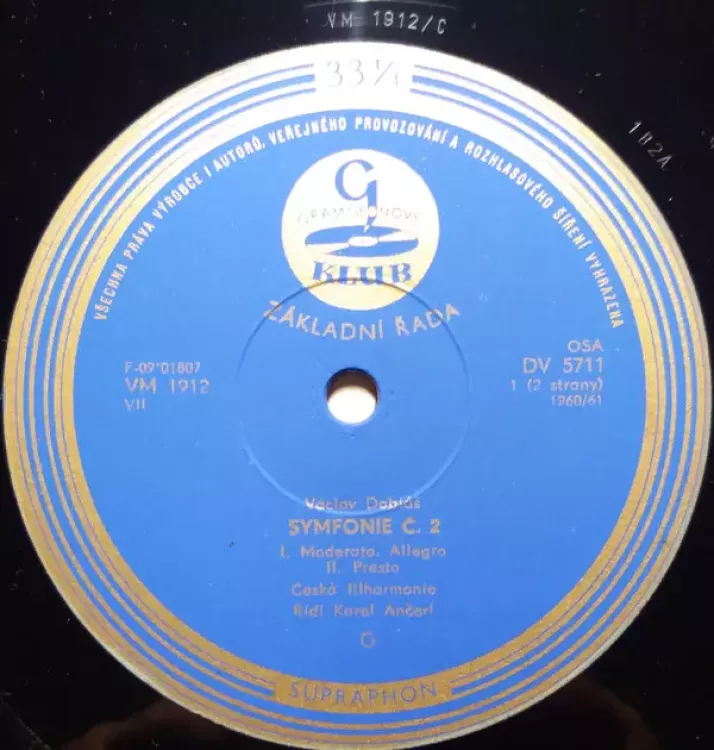 VM 1912/C
182A
33⅓
VŠECHNA PRÁVA VÝROBCE I AUTORŮ, VEŘEJNÉHO PROVOZOVÁNÍ A ROZHLASOVÉHO ŠÍŘENÍ VYHRAZENA
G
GRAMOFONOVÝ
KLUB
ZÁKLADNÍ ŘADA
F-09*01807
VM 1912
VII
OSA
DV 5711
1 (2 strany)
1960/61
Václav Dobiáš
SYMFONIE Č. 2
I. Moderato. Allegro
II. Presto
Česká filharmonie
Řídí Karel Ančerl
SUPRAPHON